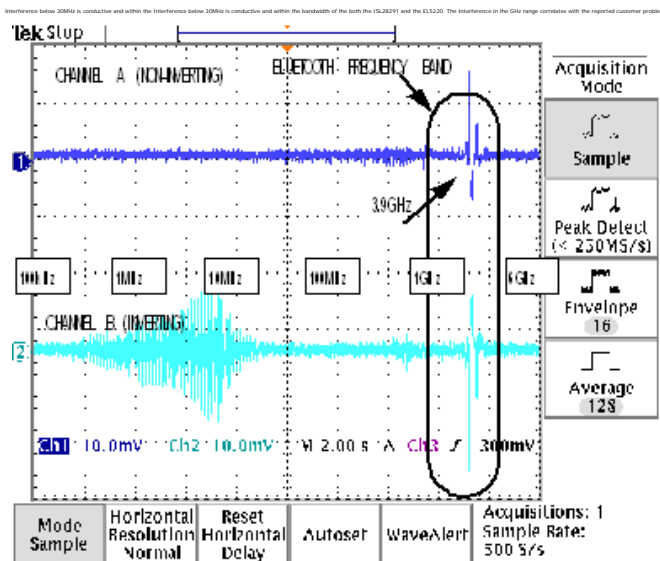 Interference below 30MHz is conductive and within the Interference below 30MHz is conductive and within the bandwidth of the both the ISL28291 and the EL5220. The Interference in the GHz range correlates with the reported customer proble
Tek Stop
CHANNEL A (NON-INVERTING)
BLUETOOTH FREQUENCY BAND
Acquisition
Mode
Sample
1
3.9GHz
Peak Detect
(< 250MS/s)
100kHz
1MHz
10MHz
100MHz
1GHz
6GHz
Envelope
16
CHANNEL B (INVERTING)
2
Average
128
Ch1 10.0mV Ch2 10.0mV M 2.00 s A Ch3 300mV
Mode
Sample
Horizontal
Resolution
Normal
Reset
Horizontal
Delay
Autoset
WaveAlert
Acquisitions: 1
Sample Rate:
500 S/s